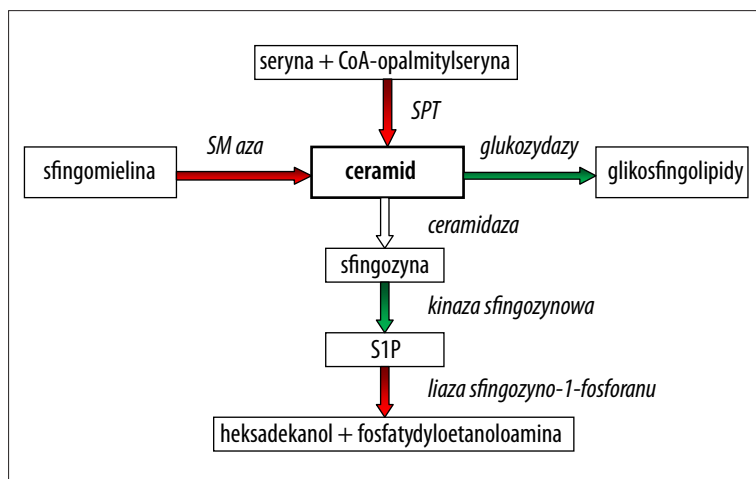 seryna + CoA-opalmitylseryna
SPT
SM aza
glukozydazy
sfingomielina
ceramid
glikosfingolipidy
ceramidaza
sfingozyna
kinaza sfingozynowa
S1P
liaza sfingozyno-1-fosforanu
heksadekanol + fosfatydyloetanoloamina